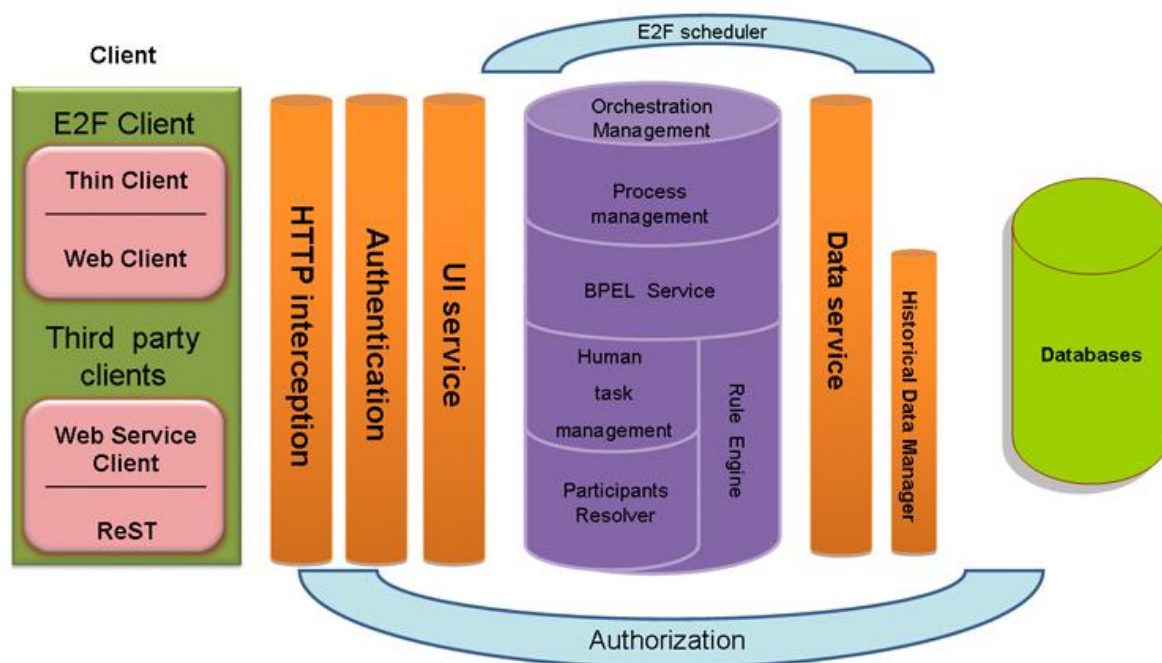 Client
E2F Client
Thin Client
Web Client
Third party
clients
Web Service
Client
ReST
HTTP interception
Authentication
UI service
E2F scheduler
Orchestration
Management
Process
management
BPEL Service
Human
task
management
Rule Engine
Participants
Resolver
Data service
Historical Data Manager
Databases
Authorization